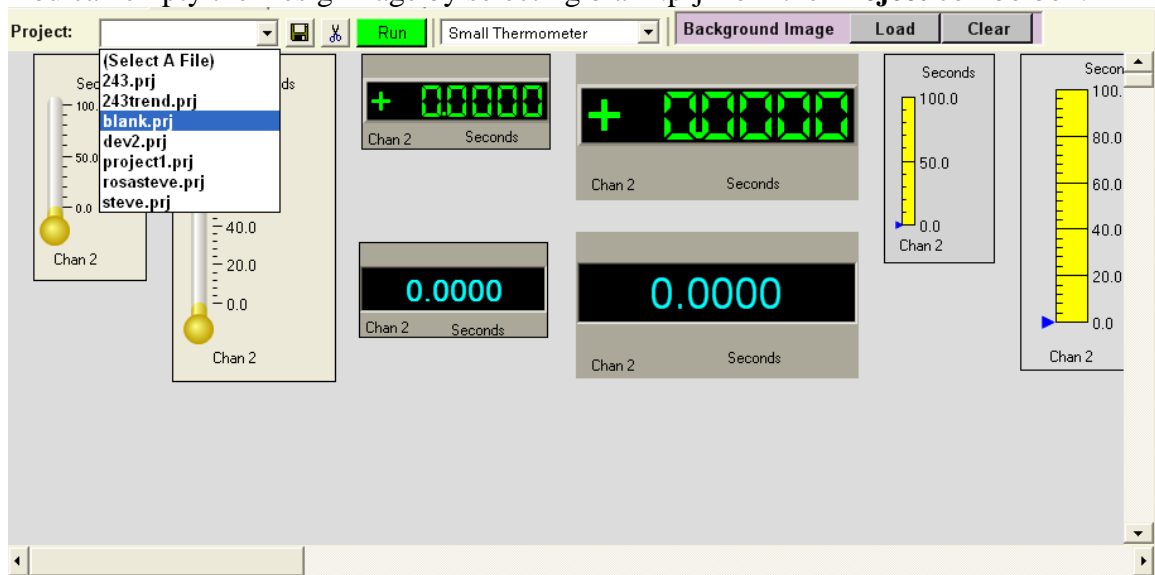 Project:
Run
Small Thermometer
Background Image
Load
Clear
(Select A File)
243.prj
243trend.prj
blank.prj
dev2.prj
project1.prj
rosasteve.prj
steve.prj
100.
50.0
0.0
Chan 2
ds
40.0
20.0
0.0
Chan 2
+ 0.0000
Chan 2 Seconds
+ 0.0000
Chan 2 Seconds
0.0000
Chan 2 Seconds
0.0000
Chan 2 Seconds
Seconds
100.0
50.0
0.0
Chan 2
Secon
100.
80.0
60.0
40.0
20.0
0.0
Chan 2